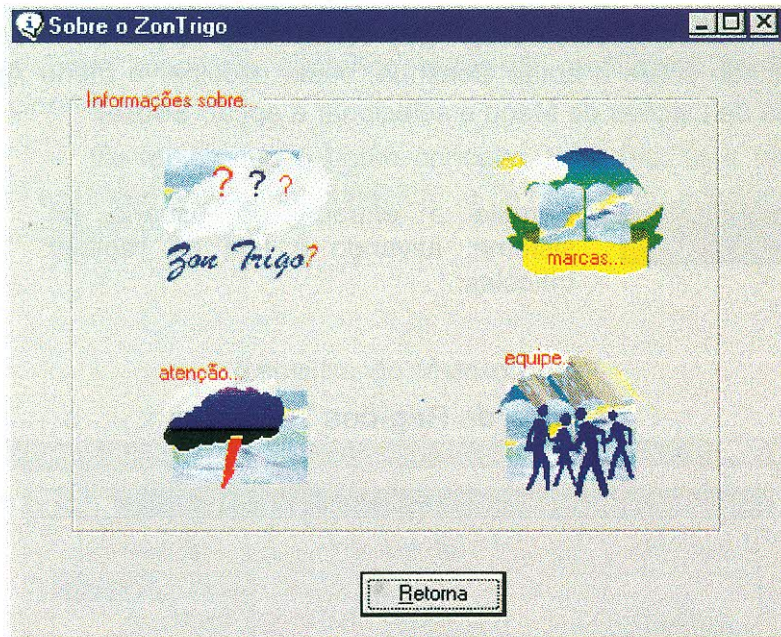 Sobre o ZonTrigo
Informações sobre...
? ? ?
Zon Trigo?
marcas...
atenção...
equipe...
Retorna